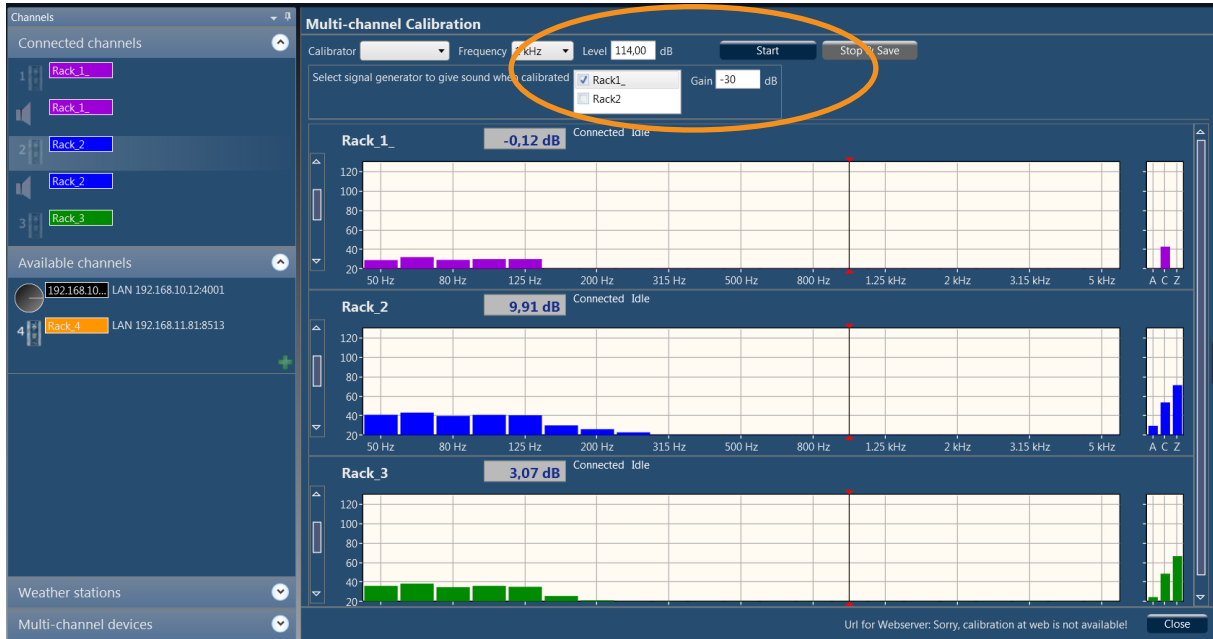 Channels
Connected channels
1 Rack_1_
Rack_1_
2 Rack_2
Rack_2
3 Rack_3
Available channels
192.168.10... LAN 192.168.10.12:4001
4 Rack_4 LAN 192.168.11.81:8513
Weather stations
Multi-channel devices
Multi-channel Calibration
Calibrator Frequency kHz Level 114,00 dB Start Stop & Save
Select signal generator to give sound when calibrated Rack1_ Gain -30 dB
Rack2
Rack_1_ -0,12 dB Connected Idle
120
100
80
60
40
20
50 Hz 80 Hz 125 Hz 200 Hz 315 Hz 500 Hz 800 Hz 1.25 kHz 2 kHz 3.15 kHz 5 kHz A C Z
Rack_2 9,91 dB Connected Idle
120
100
80
60
40
20
50 Hz 80 Hz 125 Hz 200 Hz 315 Hz 500 Hz 800 Hz 1.25 kHz 2 kHz 3.15 kHz 5 kHz A C Z
Rack_3 3,07 dB Connected Idle
120
100
80
60
40
20
Url for Webserver: Sorry, calibration at web is not available! Close